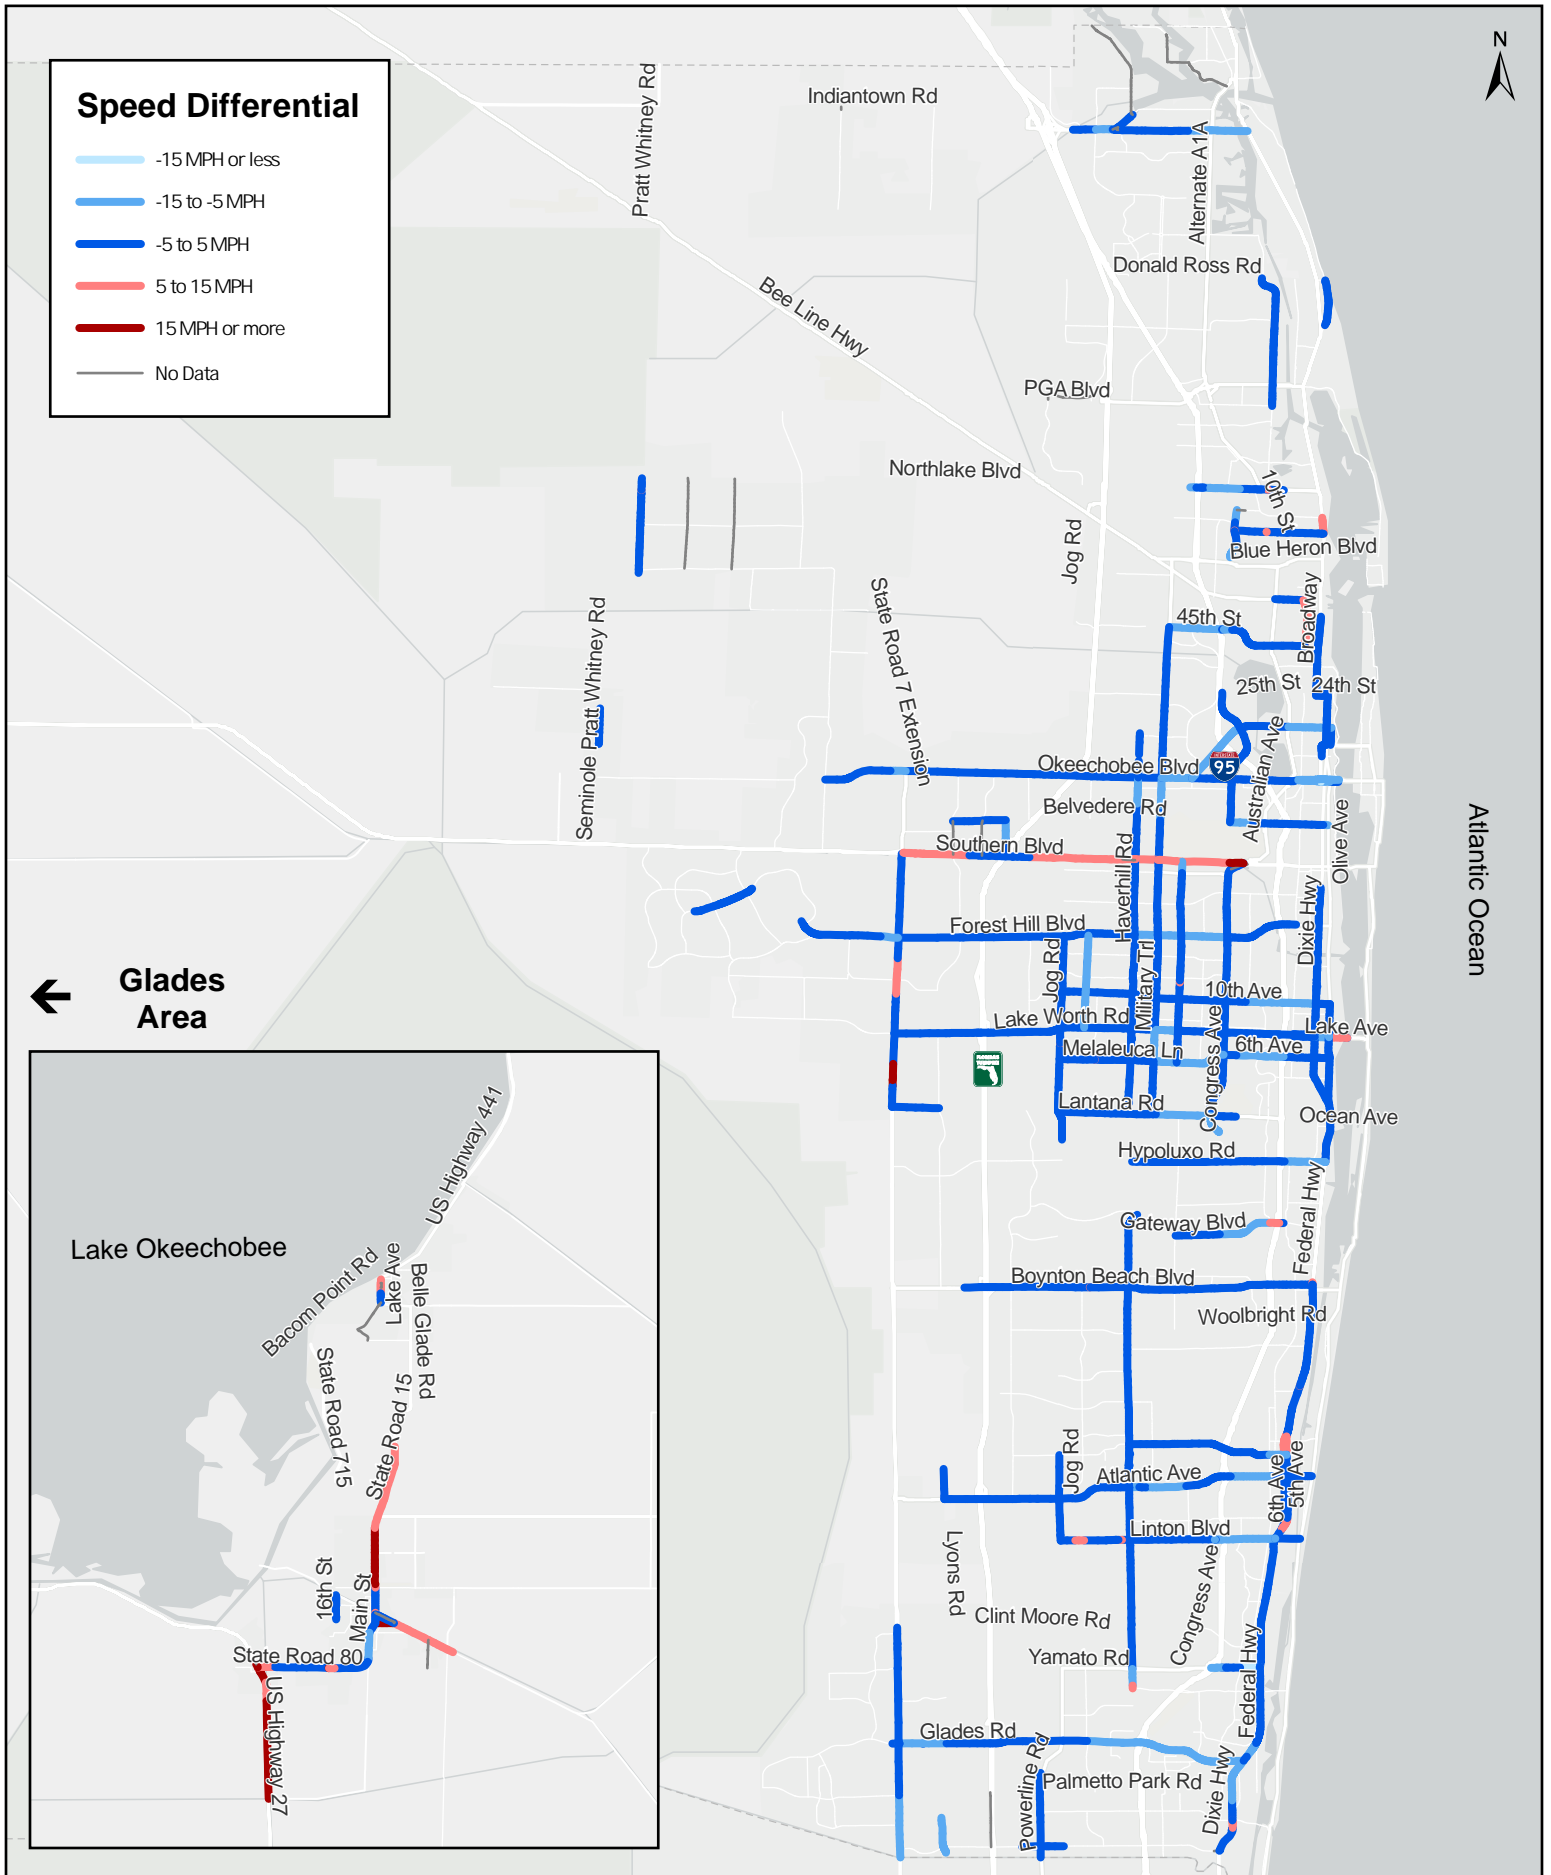 N
Speed Differential
-15 MPH or less
-15 to -5 MPH
-5 to 5 MPH
5 to 15 MPH
15 MPH or more
No Data
Pratt Whitney Rd
Indiantown Rd
Alternate A1A
Donald Ross Rd
Bee Line Hwy
PGA Blvd
Northlake Blvd
10th St
Jog Rd
Blue Heron Blvd
State Road 7 Extension
Seminole Pratt Whitney Rd
45th St
Broadway
25th St
24th St
Okeechobee Blvd
95
Australian Ave
Belvedere Rd
Olive Ave
Atlantic Ocean
Southern Blvd
Haverhill Rd
Forest Hill Blvd
Dixie Hwy
Jog Rd
Military Trl
10th Ave
Lake Worth Rd
Congress Ave
Lake Ave
Melaleuca Ln
6th Ave
Lantana Rd
Ocean Ave
Hypoluxo Rd
Gateway Blvd
Federal Hwy
Boynton Beach Blvd
Woolbright Rd
Jog Rd
Atlantic Ave
6th Ave
5th Ave
Linton Blvd
Lyons Rd
Congress Ave
Clint Moore Rd
Yamato Rd
Federal Hwy
Glades Rd
Powerline Rd
Palmetto Park Rd
Dixie Hwy
Glades
Area
US Highway 441
Lake Okeechobee
Bacom Point Rd
Lake Ave
Belle Glade Rd
State Road 715
State Road 15
16th St
Main St
State Road 80
US Highway 27